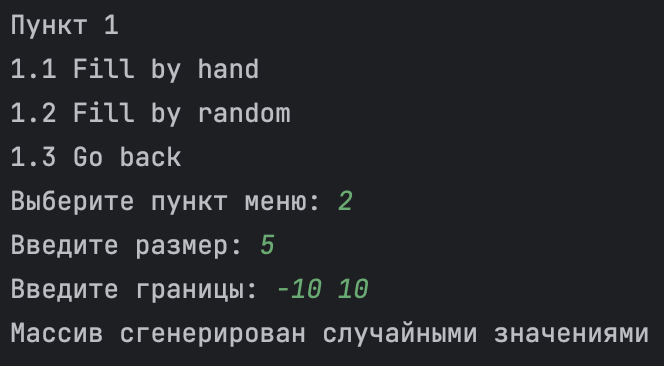 Пункт 1
1.1 Fill by hand
1.2 Fill by random
1.3 Go back
Выберите пункт меню: 2
Введите размер: 5
Введите границы: -10 10
Массив сгенерирован случайными значениями